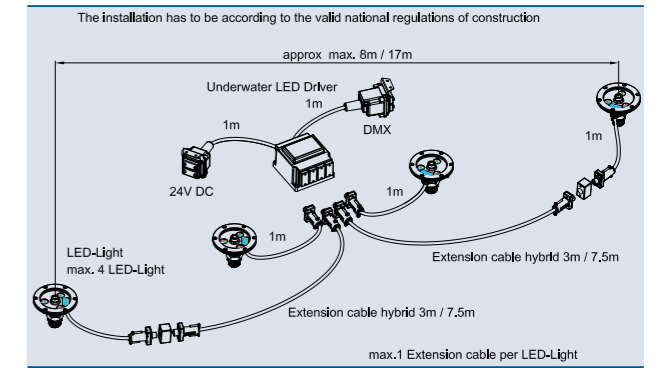 The installation has to be according to the valid national regulations of construction
approx max. 8m / 17m
Underwater LED Driver
1m
1m
DMX
1m
24V DC
1m
1m
LED-Light
max. 4 LED-Light
Extension cable hybrid 3m / 7.5m
Extension cable hybrid 3m / 7.5m
max.1 Extension cable per LED-Light